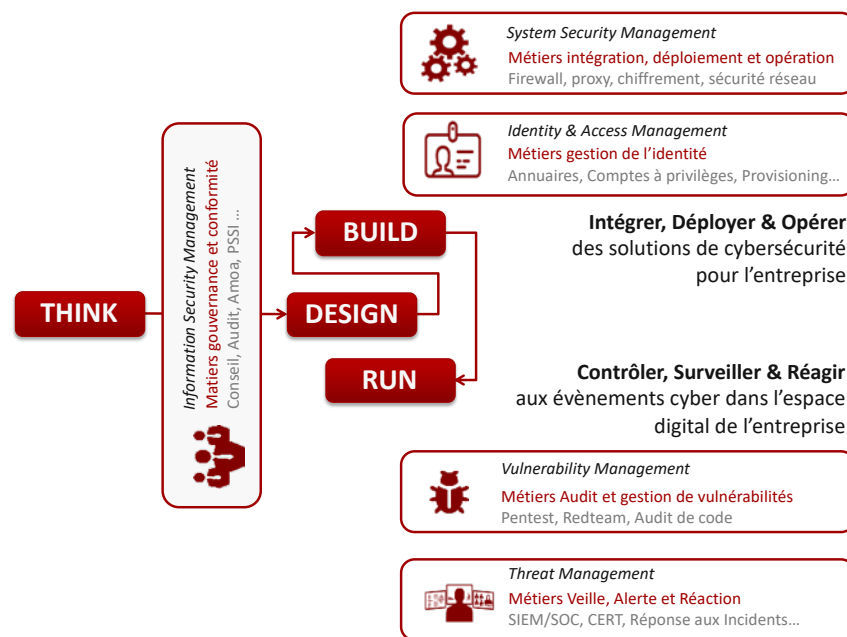 System Security Management
Métiers intégration, déploiement et opération
Firewall, proxy, chiffrement, sécurité réseau
Identity & Access Management
Métiers gestion de l'identité
Annuaires, Comptes à privilèges, Provisioning...
THINK
Information Security Management
Matiers gouvernance et conformité
Conseil, Audit, Amoa, PSSI ...
BUILD
DESIGN
RUN
Intégrer, Déployer & Opérer
des solutions de cybersécurité
pour l'entreprise
Contrôler, Surveiller & Réagir
aux évènements cyber dans l'espace
digital de l'entreprise
Vulnerability Management
Métiers Audit et gestion de vulnérabilités
Pentest, Redteam, Audit de code
Threat Management
Métiers Veille, Alerte et Réaction
SIEM/SOC, CERT, Réponse aux Incidents...